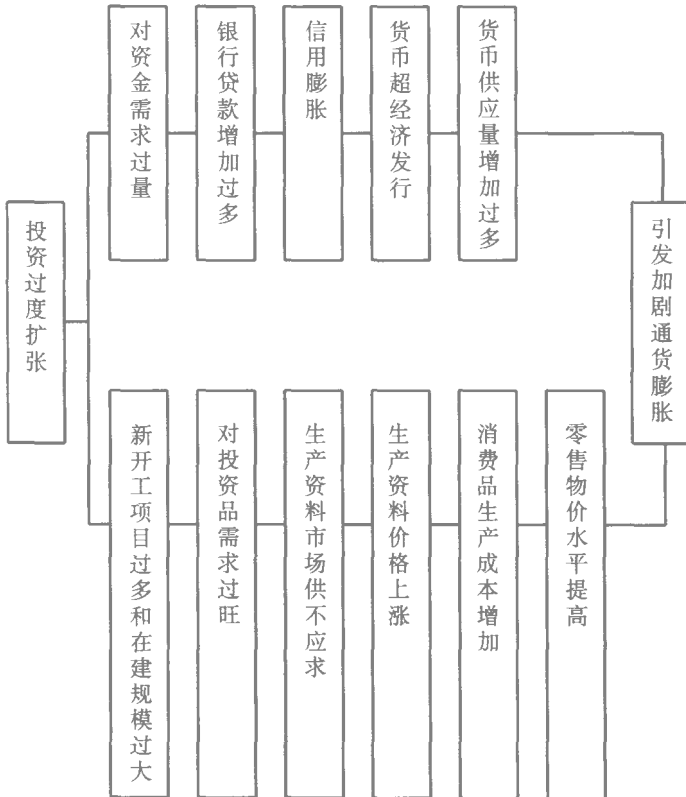 投资过度扩张
对资金需求过量
银行贷款增加过多
信用膨胀
货币超经济发行
货币供应量增加过多
新开工项目过多和在建规模过大
对投资品需求过旺
生产资料市场供不应求
生产资料价格上涨
消费品生产成本增加
零售物价水平提高
引发加剧通货膨胀